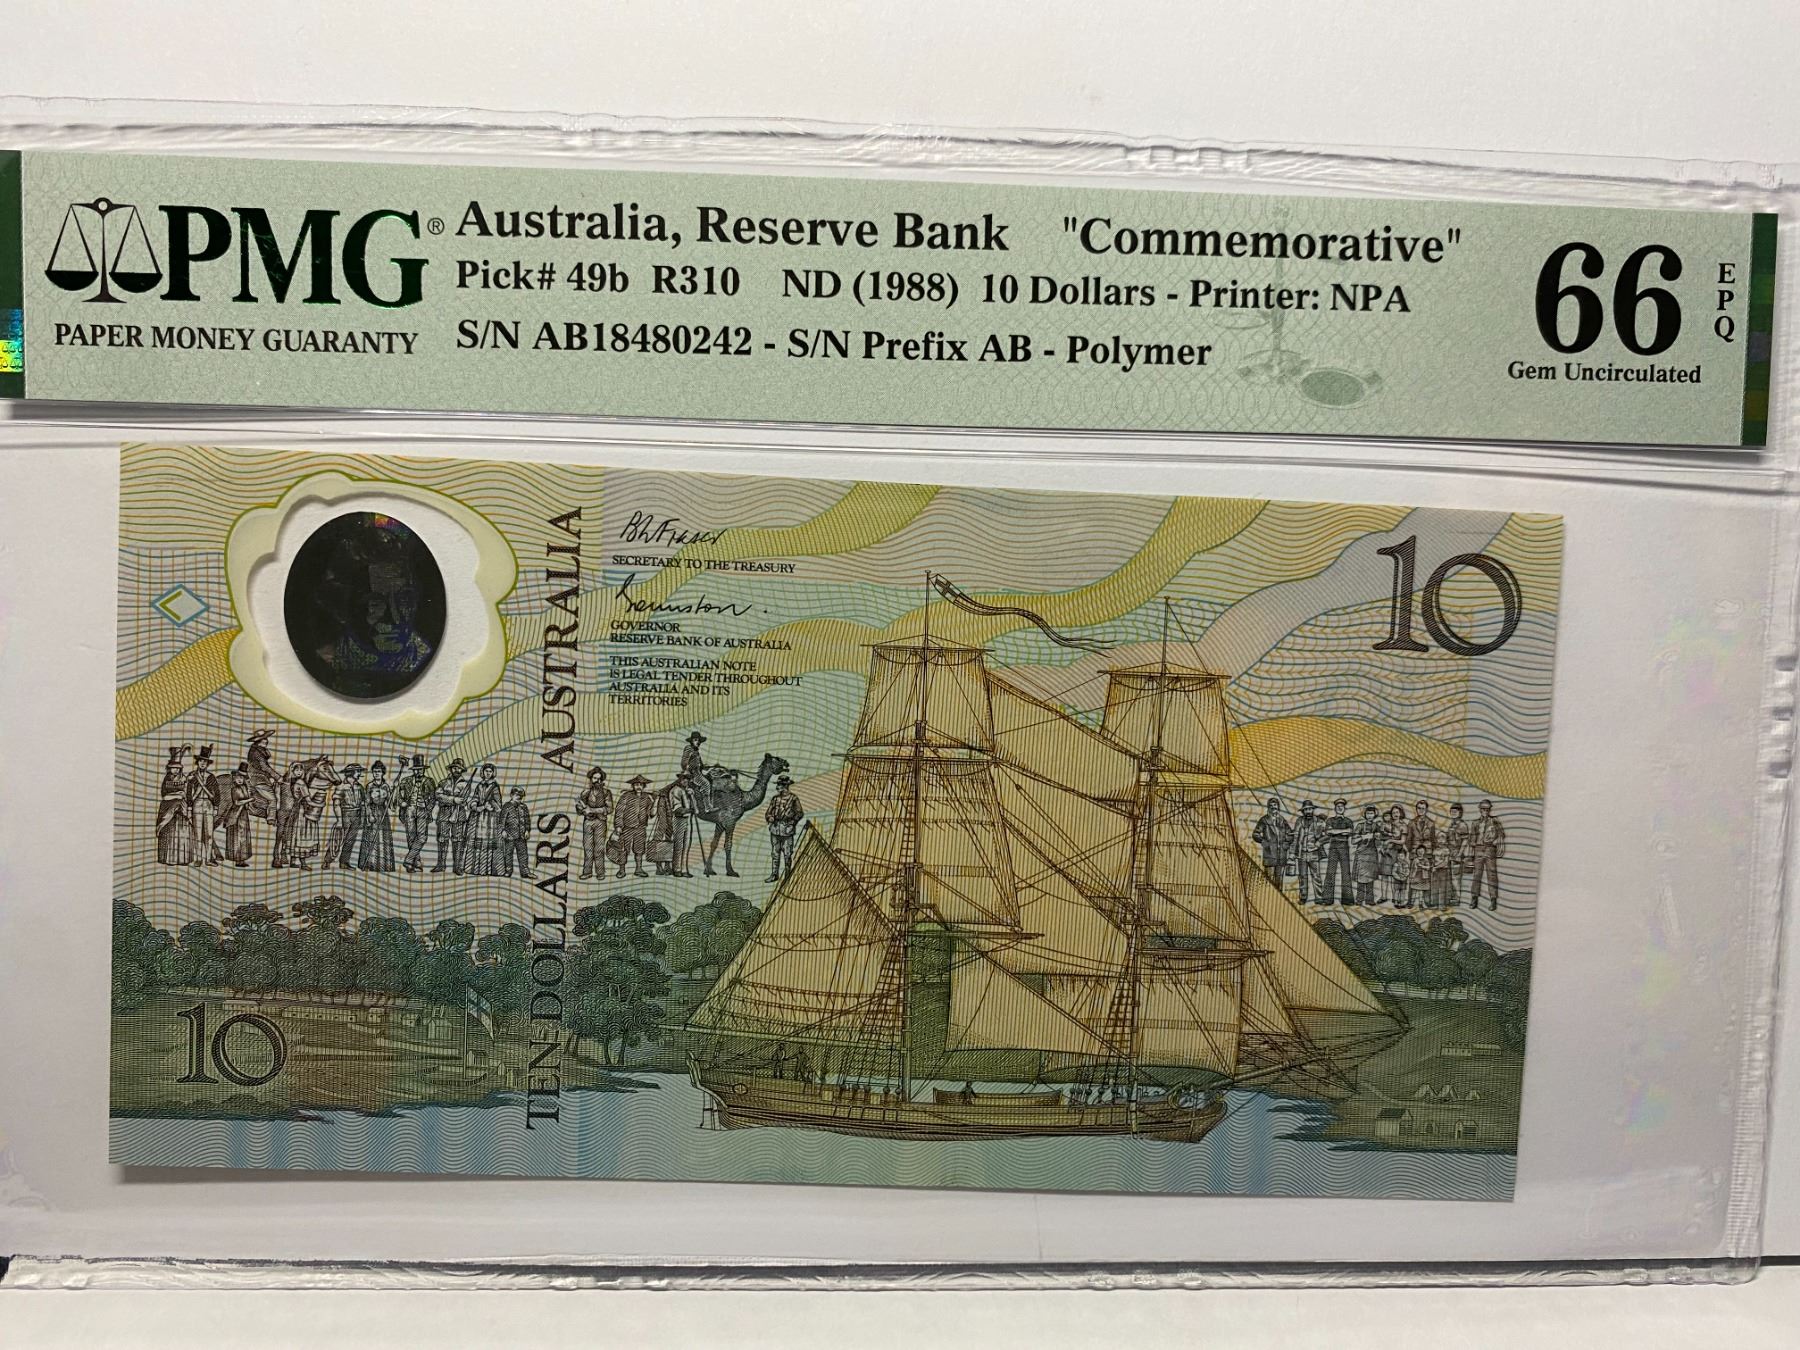 PMG® Australia, Reserve Bank "Commemorative" 66 EPQ
Pick# 49b R310 ND (1988) 10 Dollars - Printer: NPA
PAPER MONEY GUARANTY S/N AB18480242 - S/N Prefix AB - Polymer
Gem Uncirculated
SECRETARY TO THE TREASURY
GOVERNOR
RESERVE BANK OF AUSTRALIA
THIS AUSTRALIAN NOTE
IS LEGAL TENDER THROUGHOUT
AUSTRALIA AND ITS
TERRITORIES
10
TEN DOLLARS AUSTRALIA
10